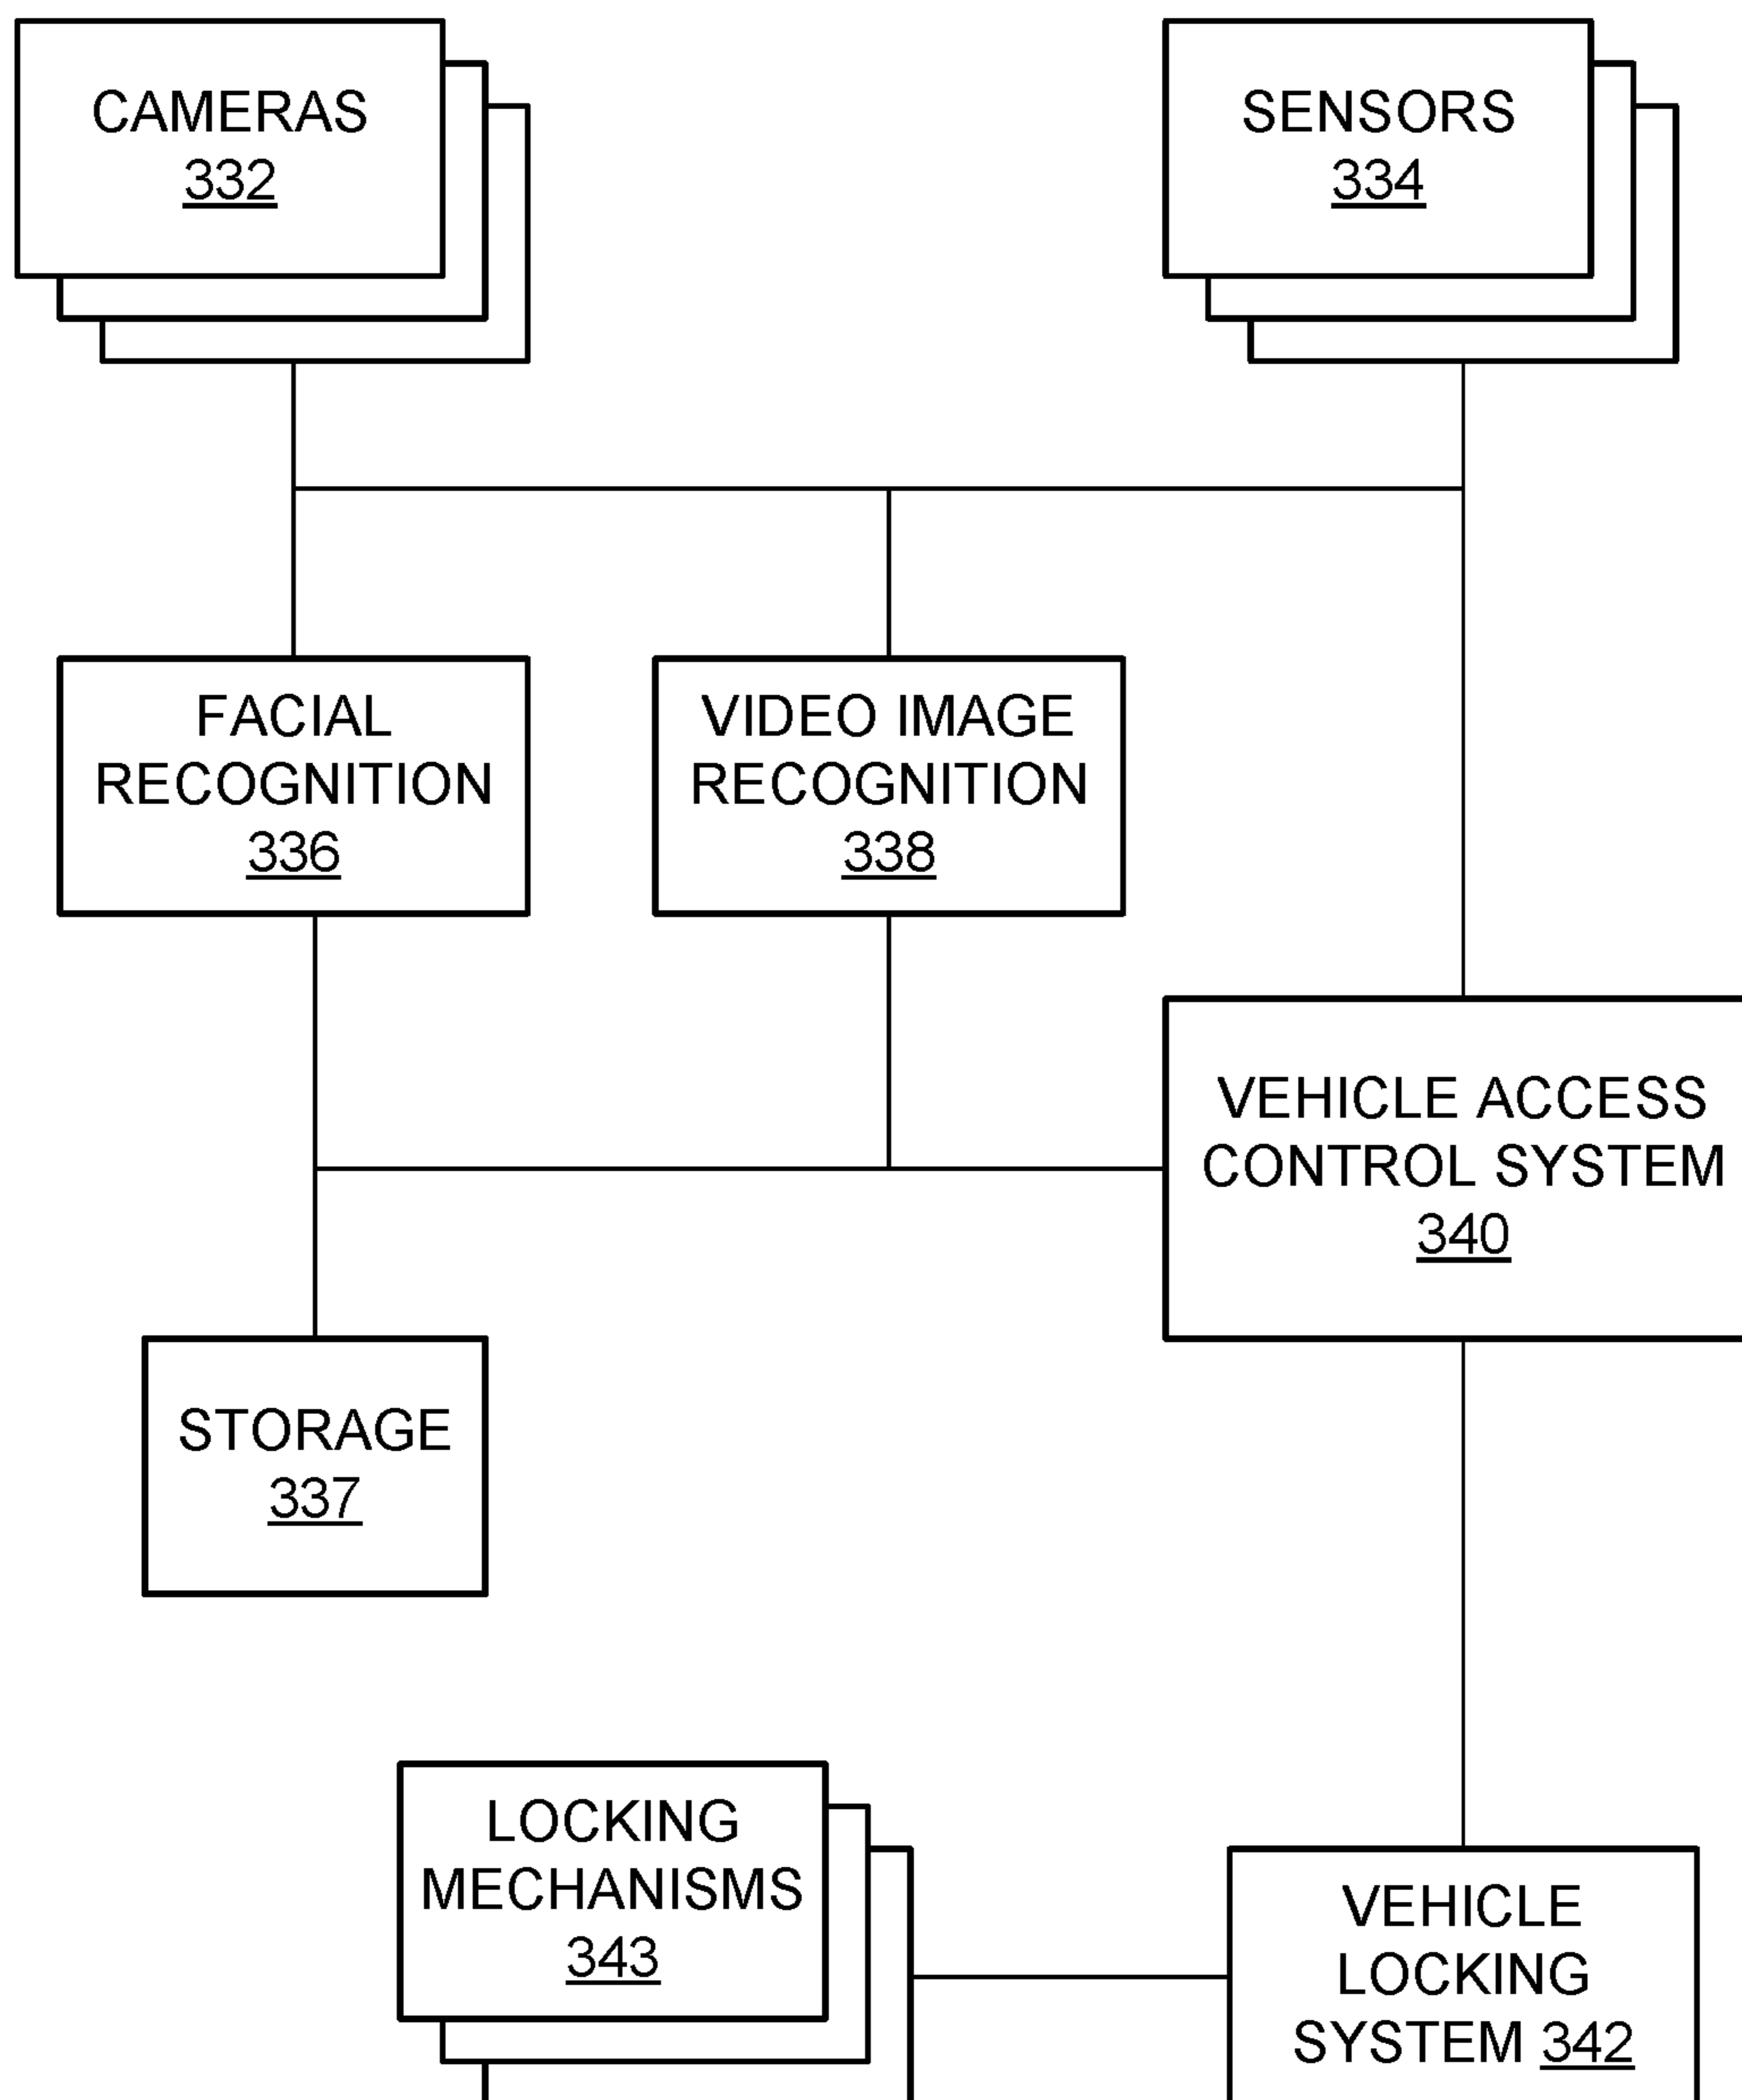 CAMERAS
332
SENSORS
334
FACIAL
RECOGNITION
336
VIDEO IMAGE
RECOGNITION
338
VEHICLE ACCESS
CONTROL SYSTEM
340
STORAGE
337
LOCKING
MECHANISMS
343
VEHICLE
LOCKING
SYSTEM 342